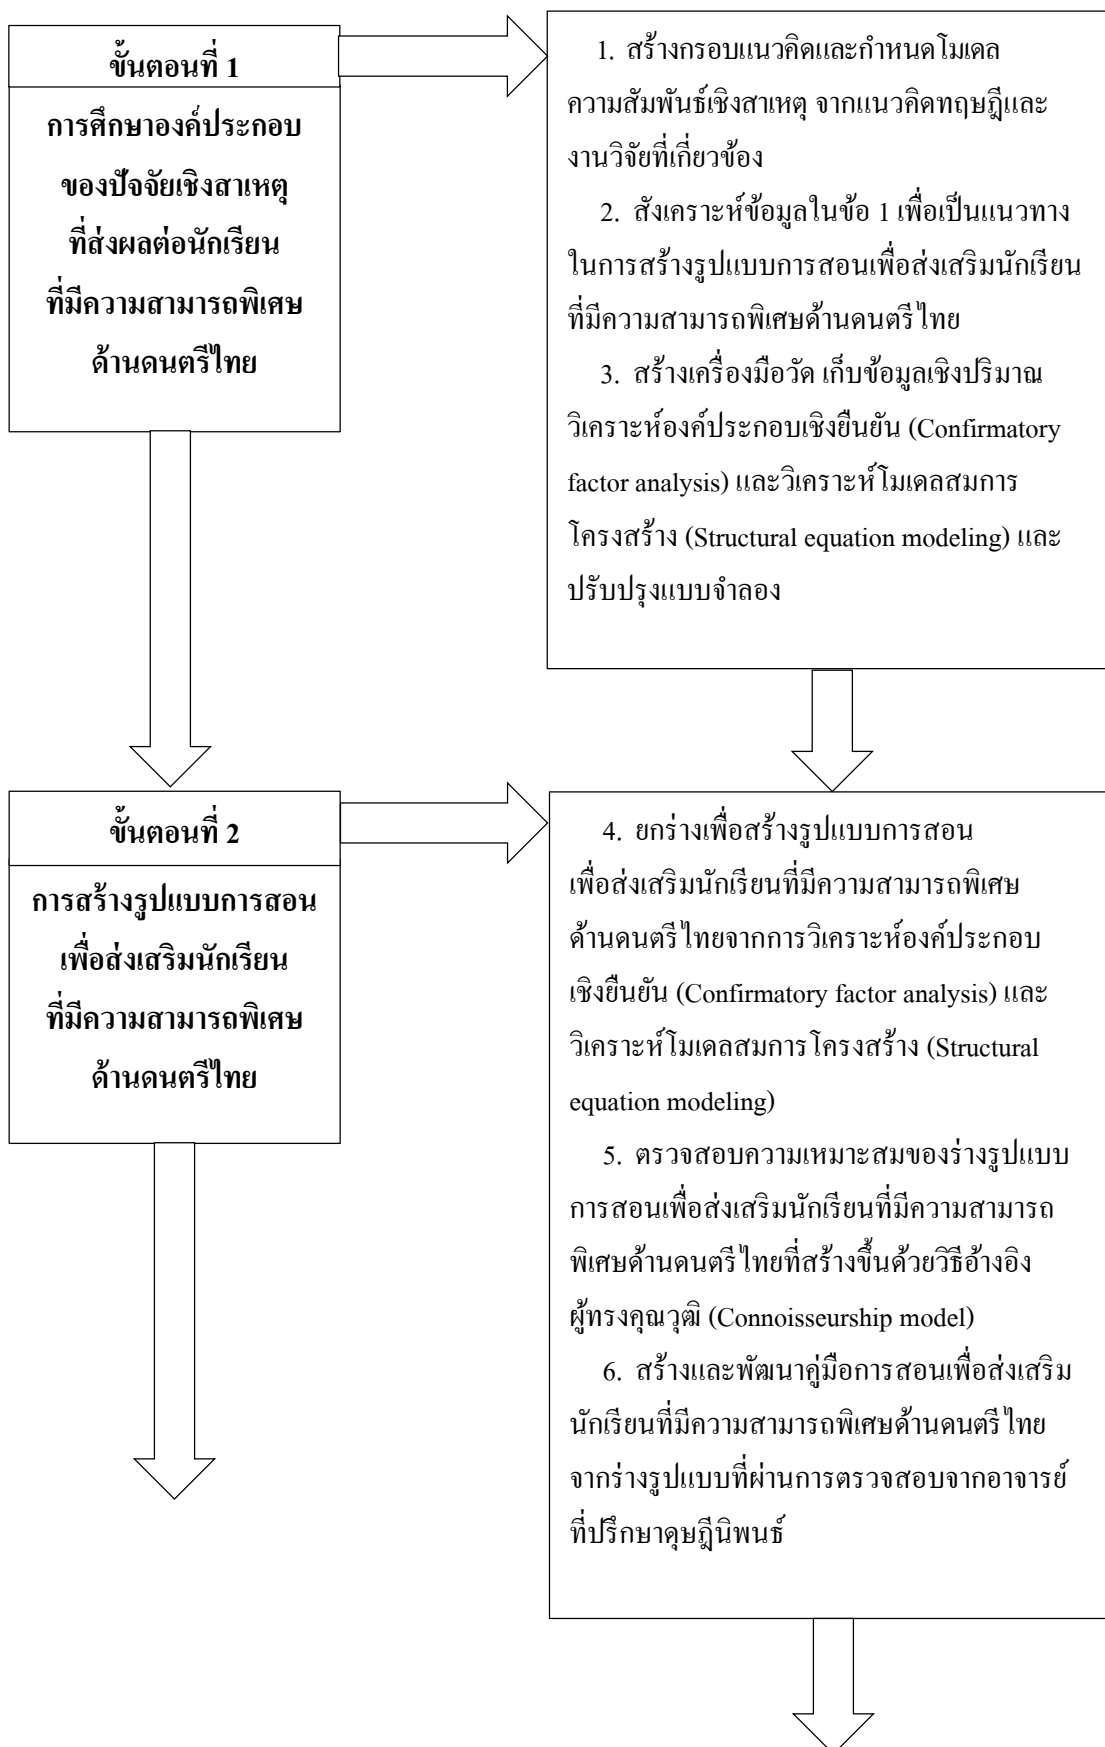 ขั้นตอนที่ 1
การศึกษาองค์ประกอบ
ของปัจจัยเชิงสาเหตุ
ที่ส่งผลต่อนักเรียน
ที่มีความสามารถพิเศษ
ด้านดนตรีไทย
1. สร้างกรอบแนวคิดและกำหนดโมเดล
ความสัมพันธ์เชิงสาเหตุ จากแนวคิดทฤษฎีและ
งานวิจัยที่เกี่ยวข้อง
2. สังเคราะห์ข้อมูลในข้อ 1 เพื่อเป็นแนวทาง
ในการสร้างรูปแบบการสอนเพื่อส่งเสริมนักเรียน
ที่มีความสามารถพิเศษด้านดนตรีไทย
3. สร้างเครื่องมือวัด เก็บข้อมูลเชิงปริมาณ
วิเคราะห์องค์ประกอบเชิงยืนยัน (Confirmatory
factor analysis) และวิเคราะห์โมเดลสมการ
โครงสร้าง (Structural equation modeling) และ
ปรับปรุงแบบจำลอง
ขั้นตอนที่ 2
การสร้างรูปแบบการสอน
เพื่อส่งเสริมนักเรียน
ที่มีความสามารถพิเศษ
ด้านดนตรีไทย
4. ยกร่างเพื่อสร้างรูปแบบการสอน
เพื่อส่งเสริมนักเรียนที่มีความสามารถพิเศษ
ด้านดนตรีไทยจากการวิเคราะห์องค์ประกอบ
เชิงยืนยัน (Confirmatory factor analysis) และ
วิเคราะห์โมเดลสมการโครงสร้าง (Structural
equation modeling)
5. ตรวจสอบความเหมาะสมของร่างรูปแบบ
การสอนเพื่อส่งเสริมนักเรียนที่มีความสามารถ
พิเศษด้านดนตรีไทยที่สร้างขึ้นด้วยวิธีอ้างอิง
ผู้ทรงคุณวุฒิ (Connoisseurship model)
6. สร้างและพัฒนาคู่มือการสอนเพื่อส่งเสริม
นักเรียนที่มีความสามารถพิเศษด้านดนตรีไทย
จากร่างรูปแบบที่ผ่านการตรวจสอบจากอาจารย์
ที่ปรึกษาดุษฎีนิพนธ์